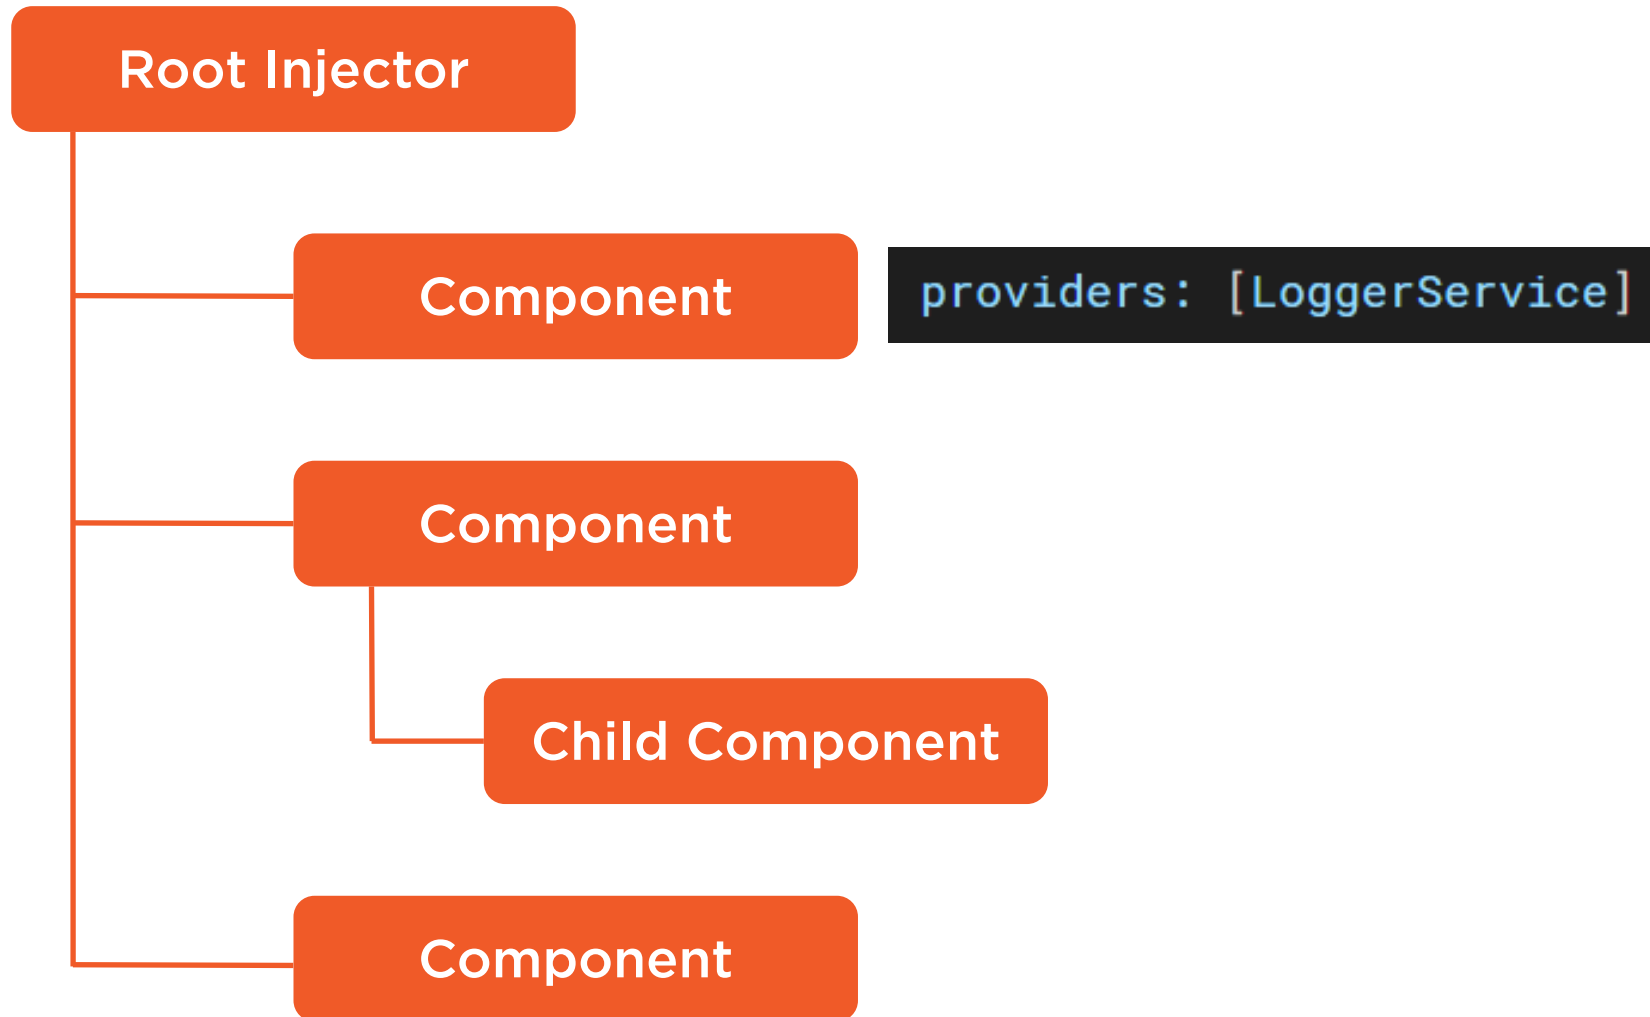 Root Injector
Component
providers: [LoggerService]
Component
Child Component
Component